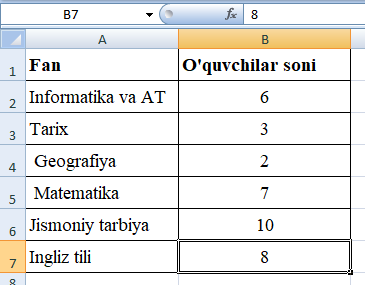 B7 fx 8
A B
1 Fan O'quvchilar soni
2 Informatika va AT 6
3 Tarix 3
4 Geografiya 2
5 Matematika 7
6 Jismoniy tarbiya 10
7 Ingliz tili 8
8